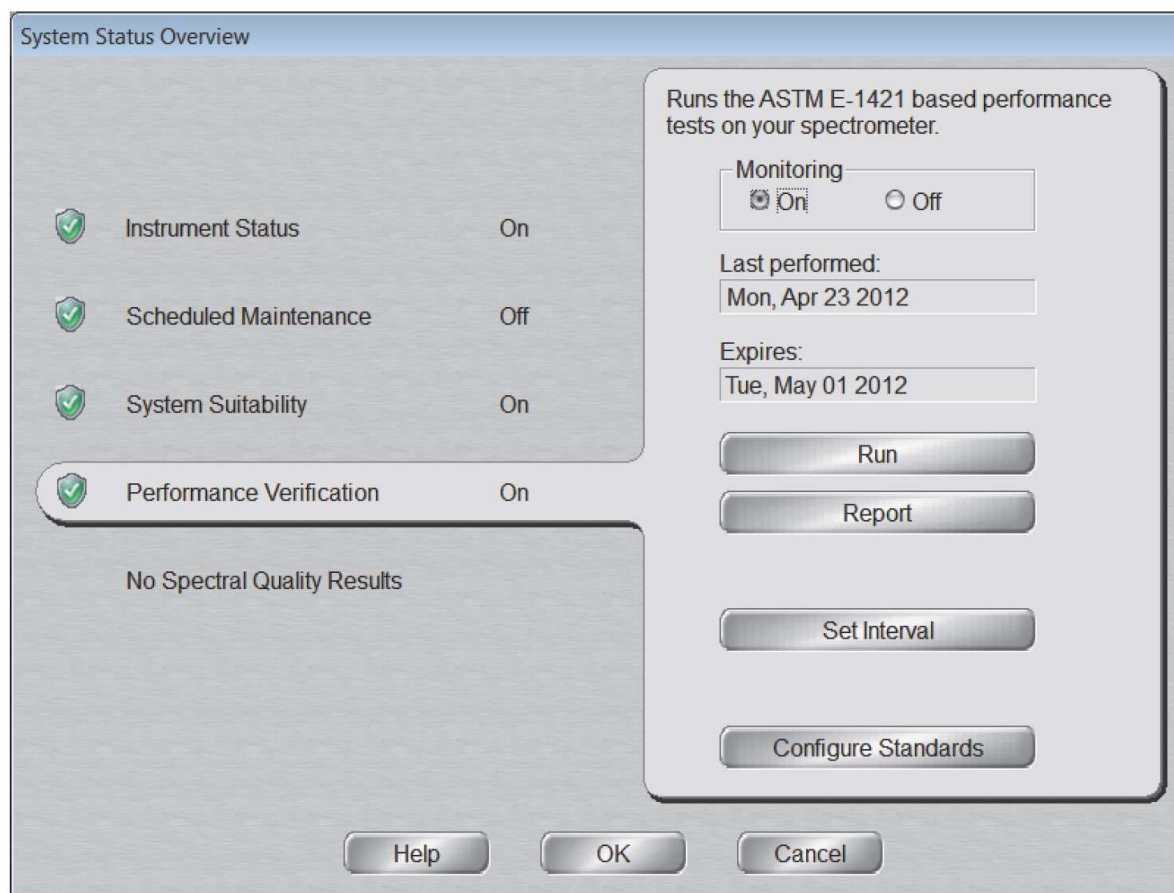 System Status Overview
Instrument Status On
Scheduled Maintenance Off
System Suitability On
Performance Verification On
No Spectral Quality Results
Runs the ASTM E-1421 based performance
tests on your spectrometer.
Monitoring
On Off
Last performed:
Mon, Apr 23 2012
Expires:
Tue, May 01 2012
Run
Report
Set Interval
Configure Standards
Help OK Cancel